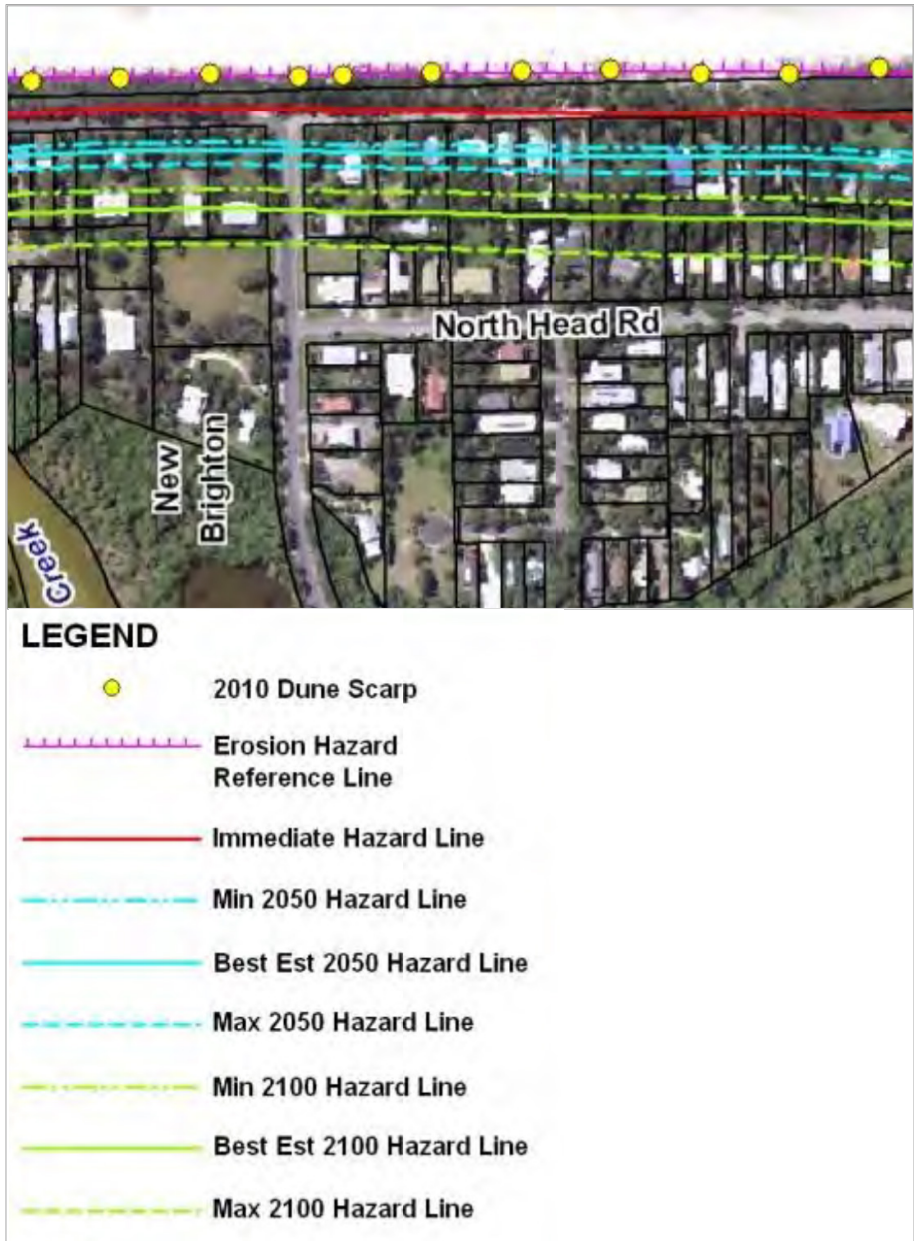 North Head Rd
New
Brighton
Creek
LEGEND
2010 Dune Scarp
Erosion Hazard
Reference Line
Immediate Hazard Line
Min 2050 Hazard Line
Best Est 2050 Hazard Line
Max 2050 Hazard Line
Min 2100 Hazard Line
Best Est 2100 Hazard Line
Max 2100 Hazard Line